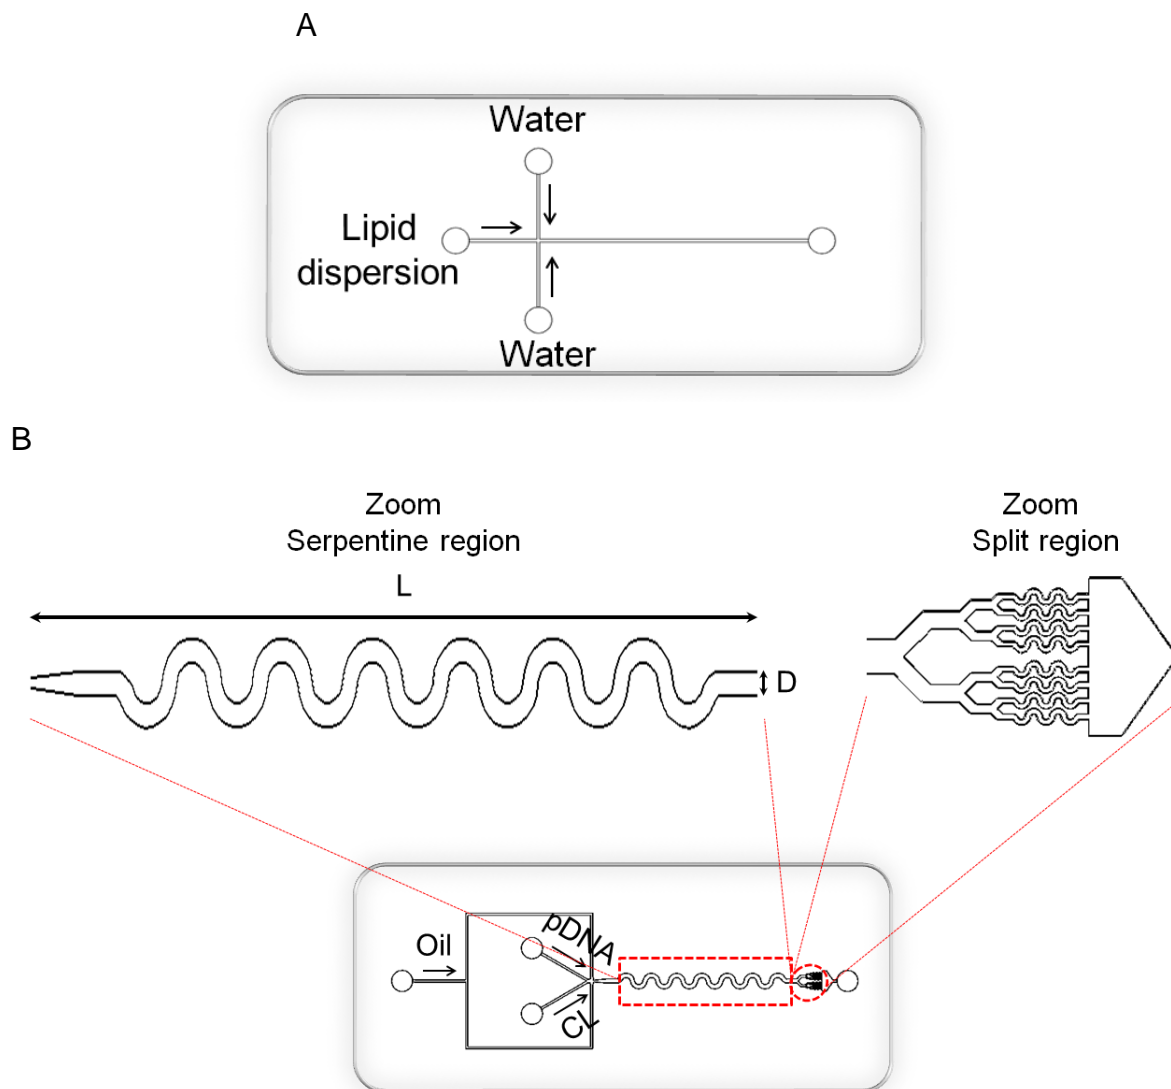 A
Water
Lipid
dispersion
Water
B
Zoom
Serpentine region
Zoom
Split region
L
D
Oil
pDNA
CL